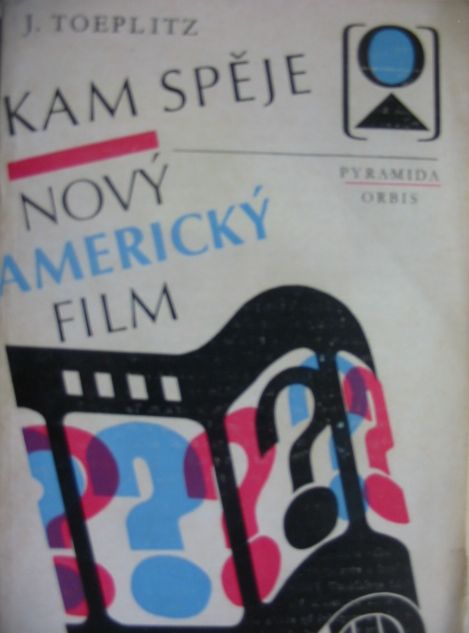 J. TOEPLITZ
KAM SPĚJE
NOVÝ
AMERICKÝ
FILM
PYRAMIDA
ORBIS